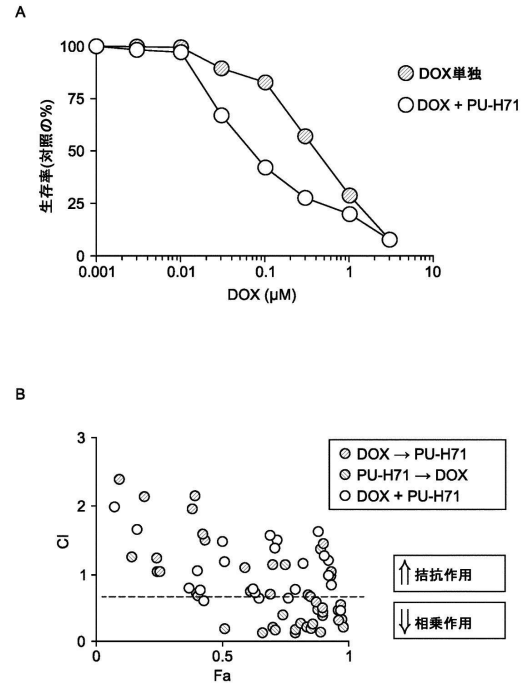 A
100
75
50
25
0
生存率(対照の%)
0.001
0.01
0.1
1
10
DOX (µM)
DOX単独
DOX + PU-H71
B
3
2
1
0
CI
0
0.5
1
Fa
DOX → PU-H71
PU-H71 → DOX
DOX + PU-H71
拮抗作用
相乗作用